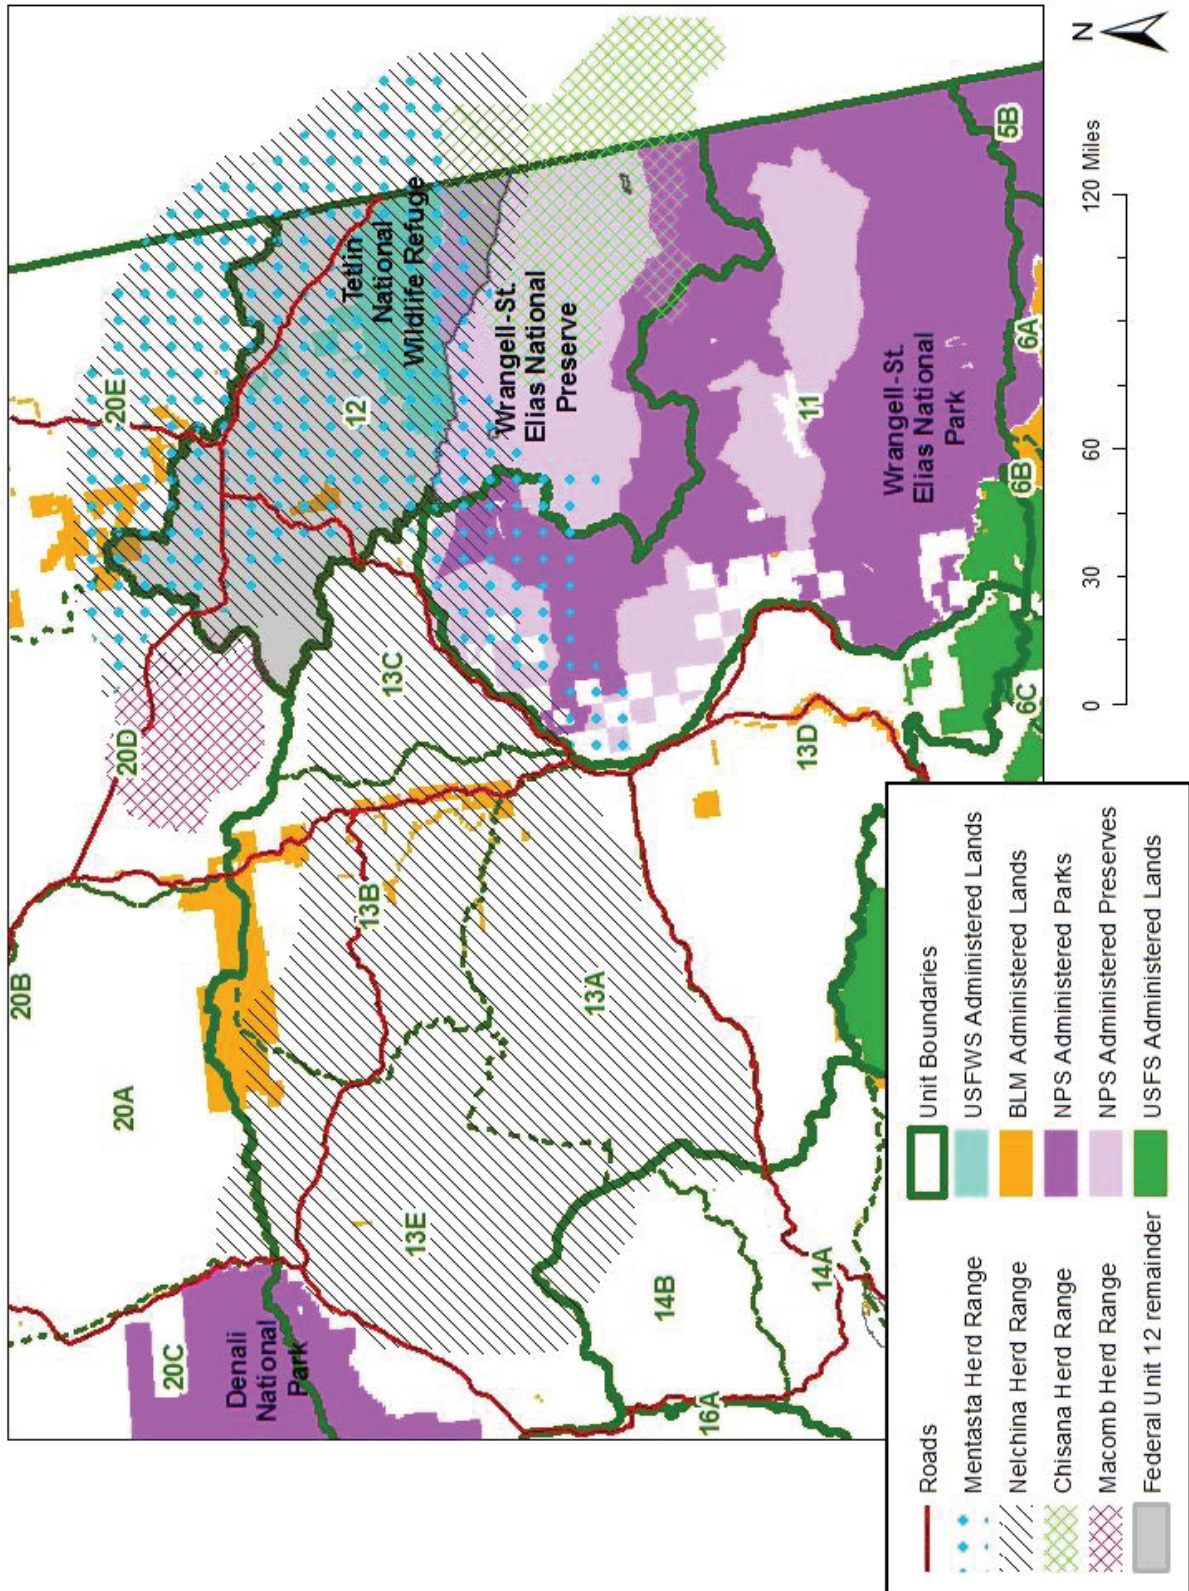 20B
20A
20C
20D
20E
Denali
National
Park
13E
13B
13C
12
Tetlin
National
Wildlife Refuge
14B
16A
14A
13A
13D
Wrangell-St.
Elias National
Preserve
11
Wrangell-St.
Elias National
Park
6C
6B
6A
5B
N
0 30 60 120 Miles
Roads
Mentasta Herd Range
Nelchina Herd Range
Chisana Herd Range
Macomb Herd Range
Federal Unit 12 remainder
Unit Boundaries
USFWS Administered Lands
BLM Administered Lands
NPS Administered Parks
NPS Administered Preserves
USFS Administered Lands